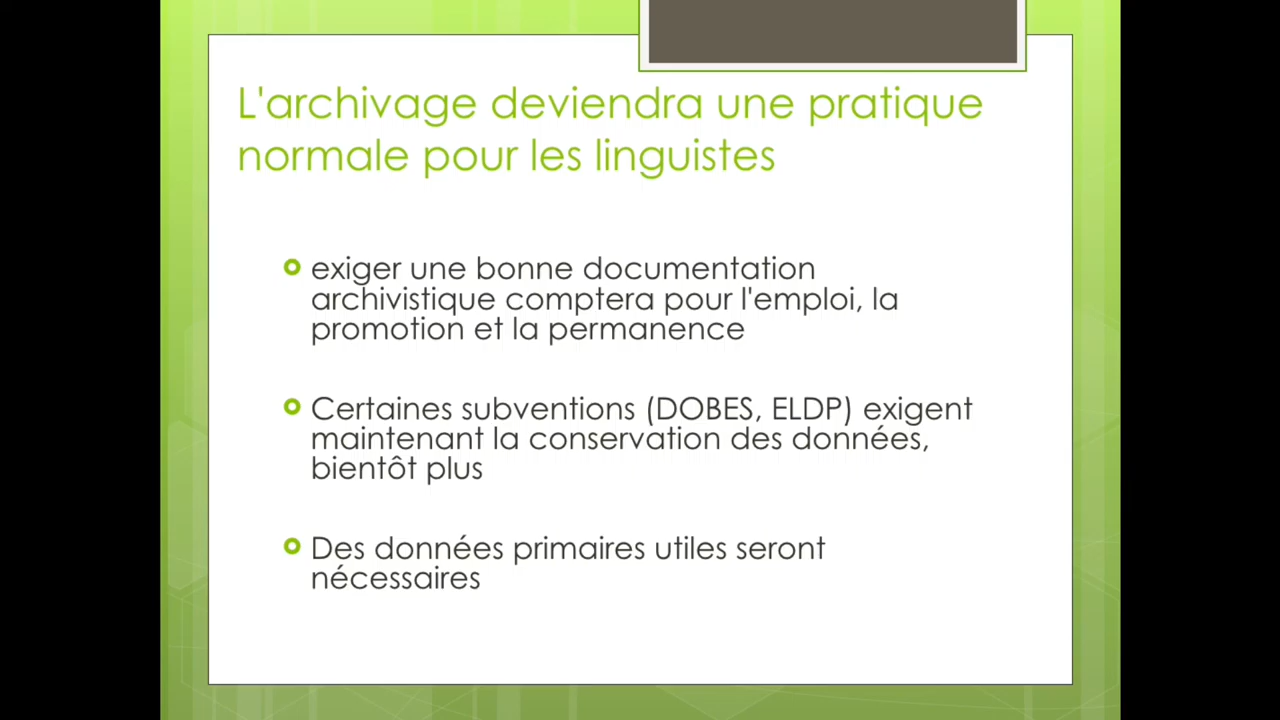 L'archivage deviendra une pratique
normale pour les linguistes
exiger une bonne documentation
archivistique comptera pour l'emploi, la
promotion et la permanence
Certaines subventions (DOBES, ELDP) exigent
maintenant la conservation des données,
bientôt plus
Des données primaires utiles seront
nécessaires